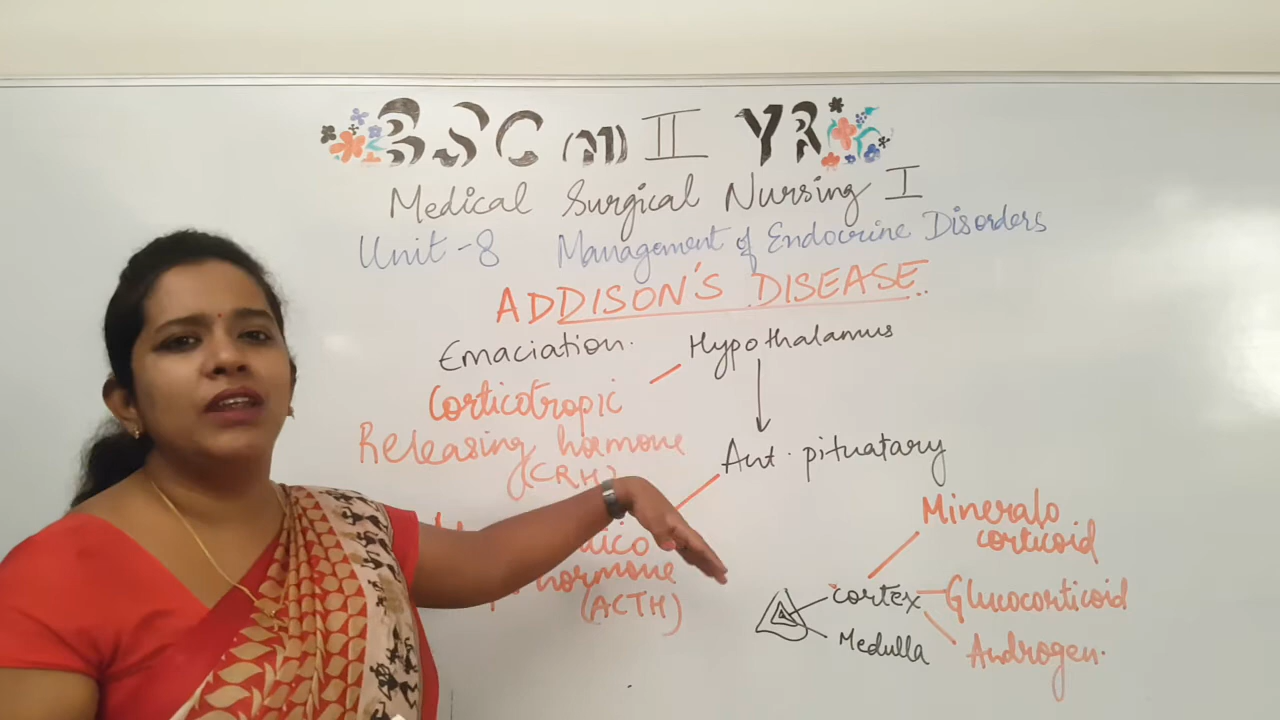 BSC (N) II YR
Medical Surgical Nursing I
Unit-8 Management of Endocrine Disorders
ADDISON'S DISEASE
Emaciation.
Hypothalamus
Corticotropic
Releasing hormone
(CRH)
Ant. pituatary
hormone
(ACTH)
Mineralo
corticoid
cortex
Glucocorticoid
Medulla
Androgen.